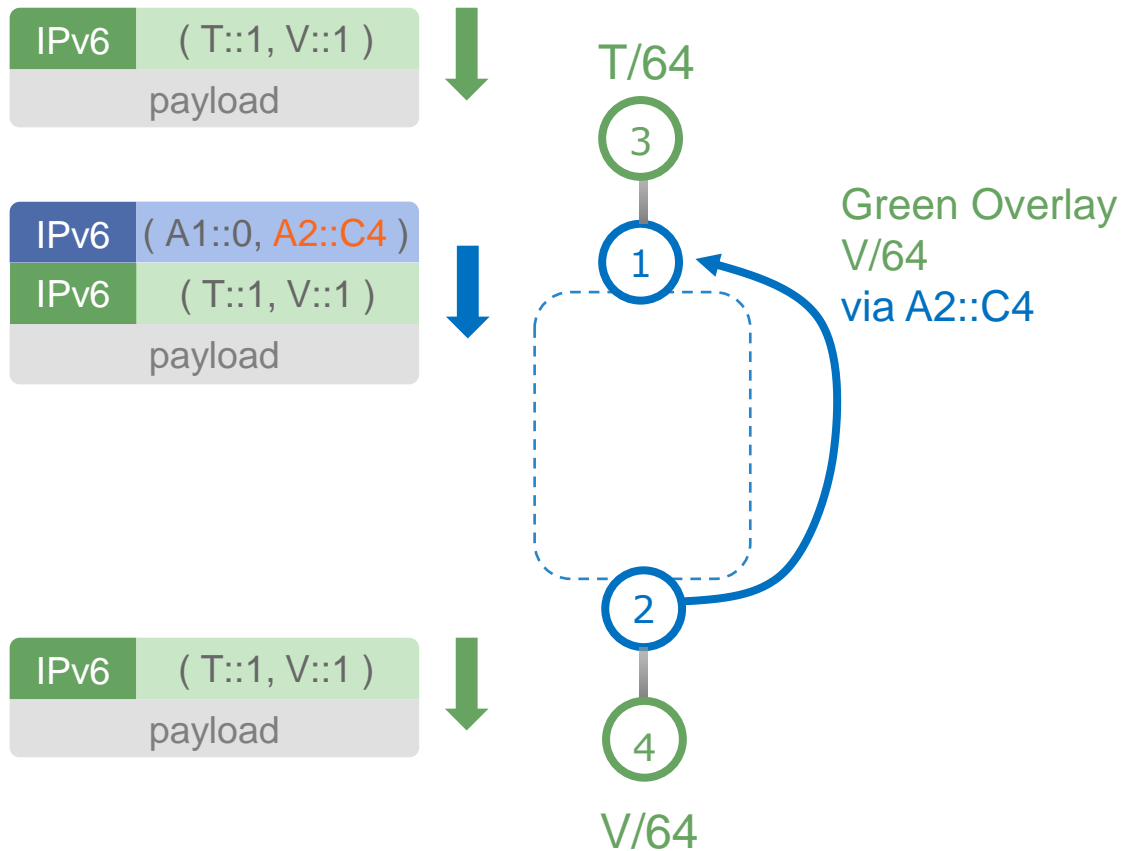 IPv6 ( T::1, V::1 )
payload
T/64
3
IPv6 ( A1::0, A2::C4 )
IPv6 ( T::1, V::1 )
payload
1
Green Overlay
V/64
via A2::C4
2
IPv6 ( T::1, V::1 )
payload
4
V/64